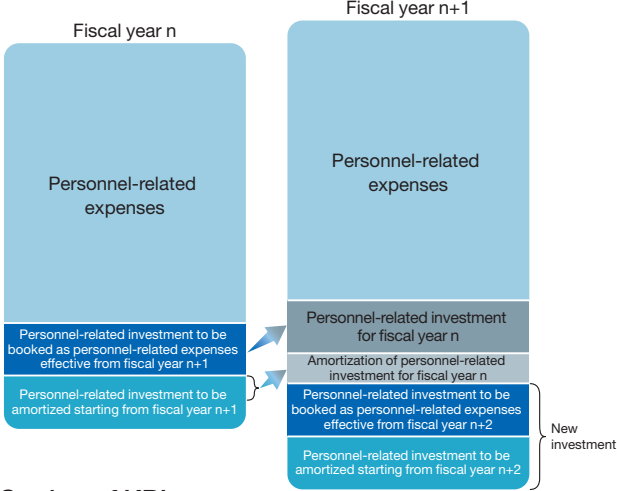 Fiscal year n
Fiscal year n+1
Personnel-related
expenses
Personnel-related
expenses
Personnel-related investment to be
booked as personnel-related expenses
effective from fiscal year n+1
Personnel-related investment to be
amortized starting from fiscal year n+1
Personnel-related investment
for fiscal year n
Amortization of personnel-related
investment for fiscal year n
Personnel-related investment to be
booked as personnel-related expenses
effective from fiscal year n+2
Personnel-related investment to be
amortized starting from fiscal year n+2
New
investment